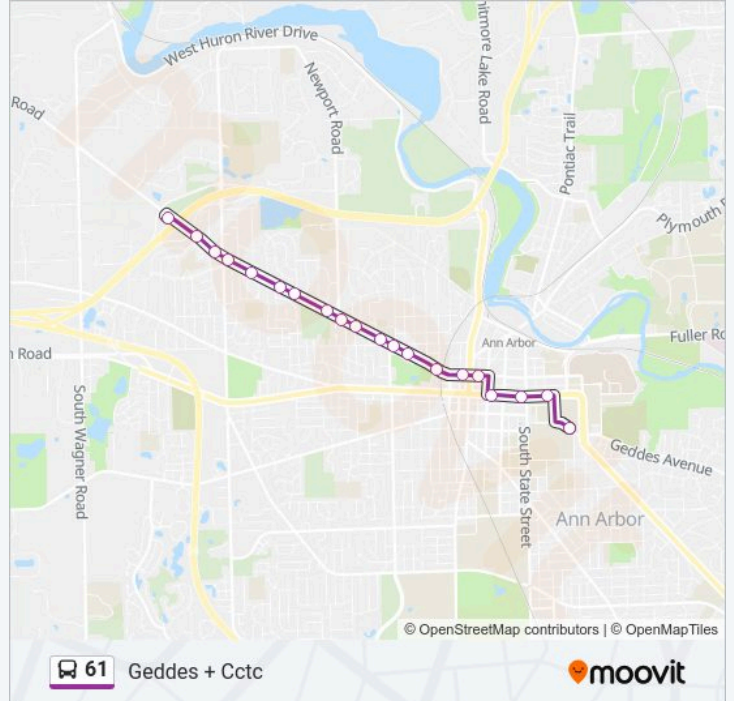 West Huron River Drive
hitmore Lake Road
Newport Road
Road
Pontiac Trail
Plymouth R
Ann Arbor
Fuller Ro
n Road
South Wagner Road
South State Street
Geddes Avenue
Ann Arbor
© OpenStreetMap contributors | © OpenMapTiles
61 Geddes + Cctc
moovit